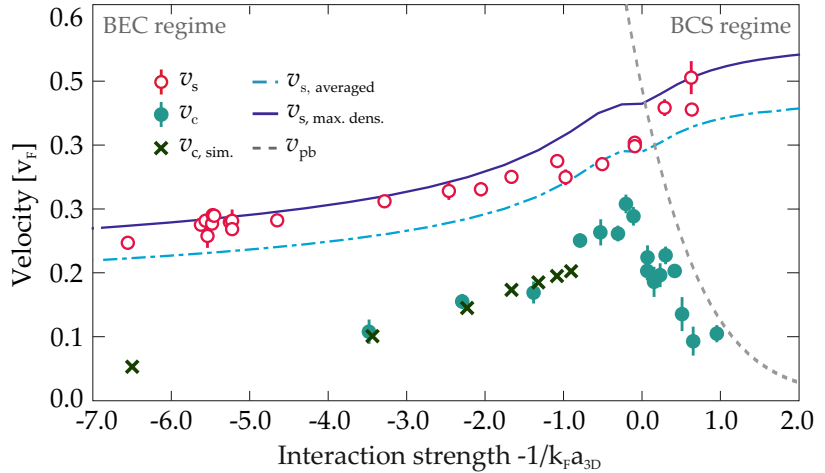 BEC regime
BCS regime
0.6
0.5
0.3
0.3
0.2
0.1
0.0
Velocity [vF]
vs
vc
vc, sim.
vs, averaged
vs, max. dens.
vpb
-7.0 -6.0 -5.0 -4.0 -3.0 -2.0 -1.0 0.0 1.0 2.0
Interaction strength -1/kFa3D